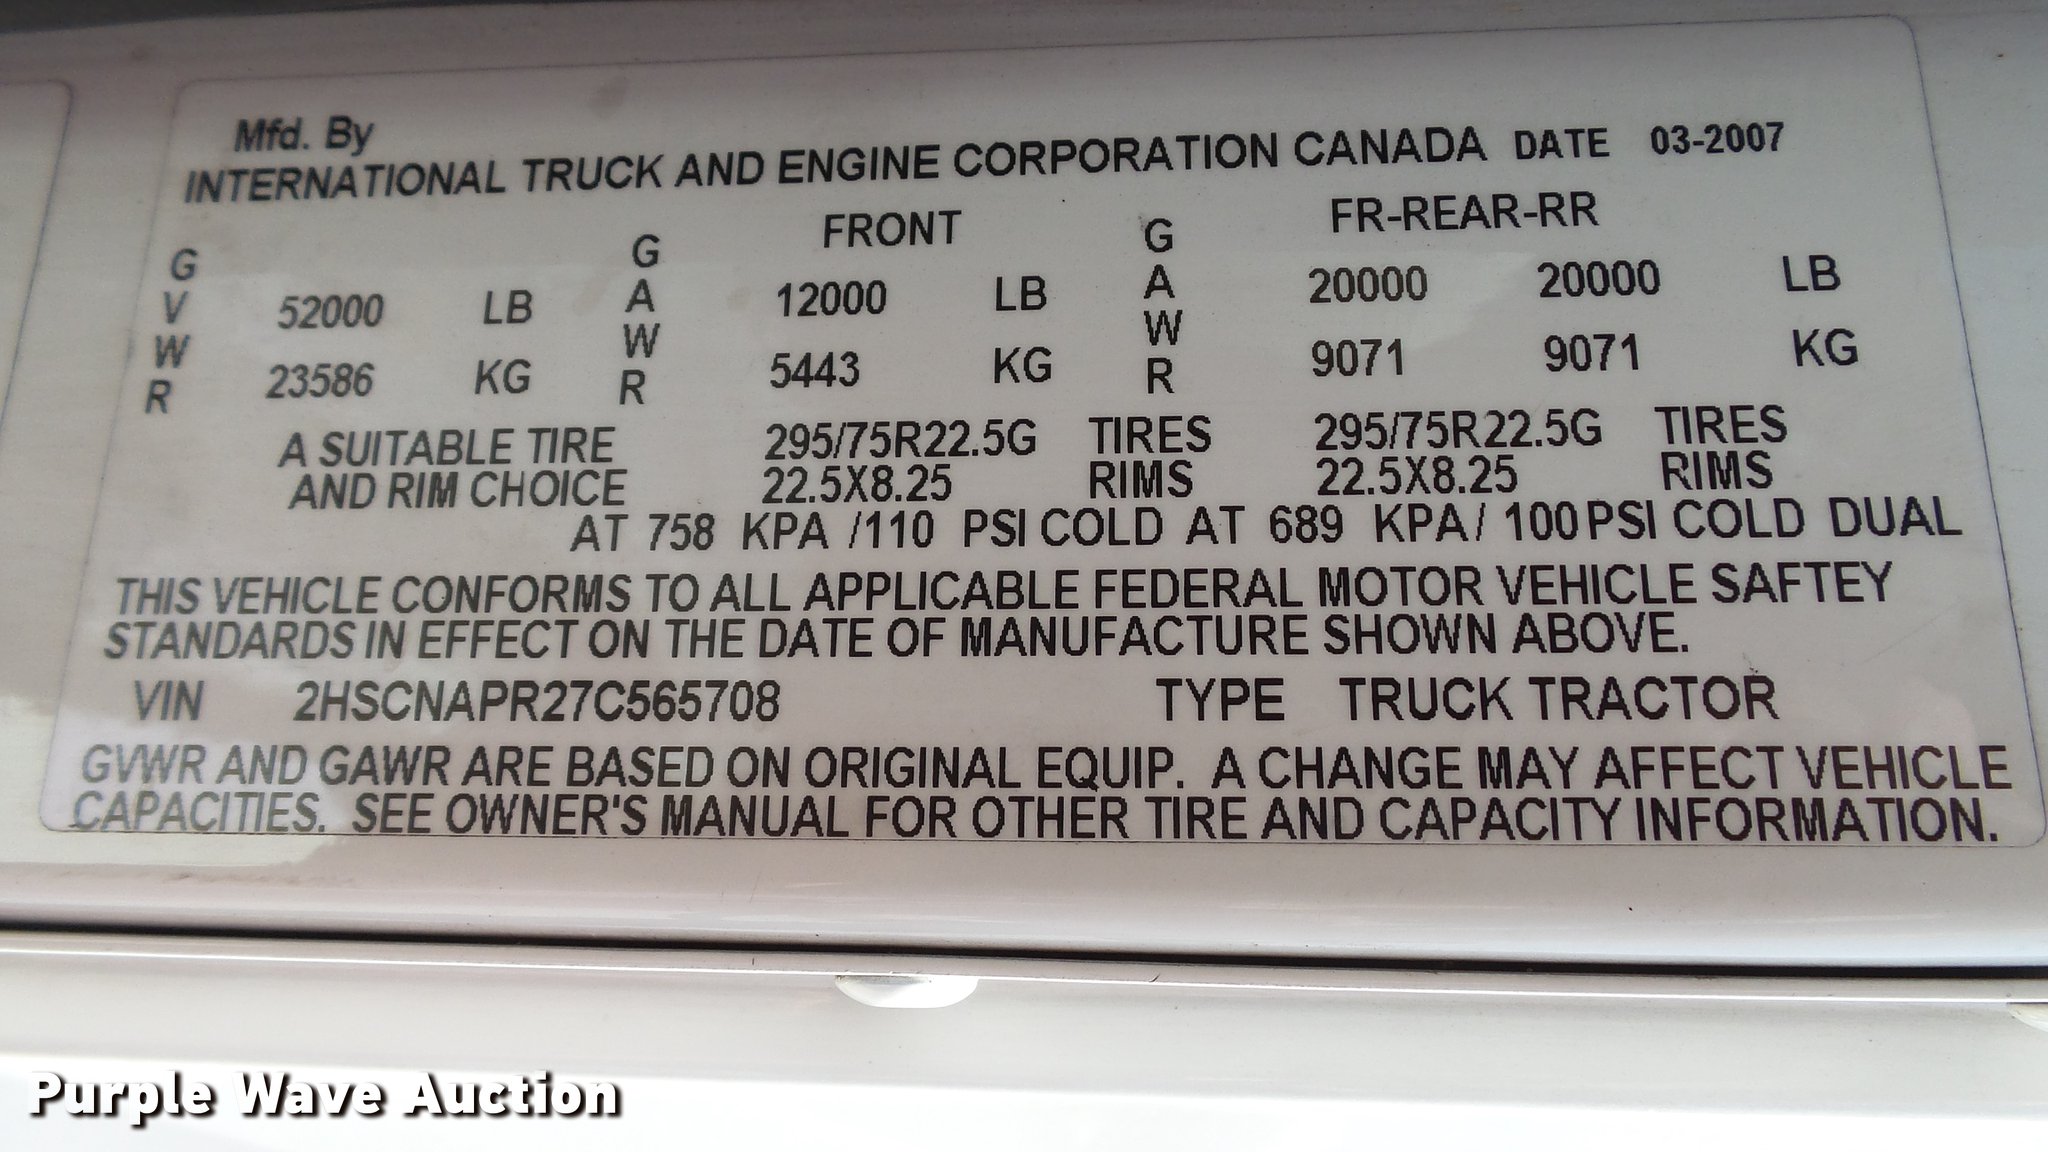 Mfd. By
INTERNATIONAL TRUCK AND ENGINE CORPORATION CANADA DATE 03-2007
GVWR GAWR FRONT GAWR FR-REAR-RR
52000 LB 12000 LB 20000 20000 LB
23586 KG 5443 KG 9071 9071 KG
A SUITABLE TIRE 295/75R22.5G TIRES 295/75R22.5G TIRES
AND RIM CHOICE 22.5X8.25 RIMS 22.5X8.25 RIMS
AT 758 KPA /110 PSI COLD AT 689 KPA/ 100 PSI COLD DUAL
THIS VEHICLE CONFORMS TO ALL APPLICABLE FEDERAL MOTOR VEHICLE SAFTEY
STANDARDS IN EFFECT ON THE DATE OF MANUFACTURE SHOWN ABOVE.
VIN 2HSCNAPR27C565708 TYPE TRUCK TRACTOR
GVWR AND GAWR ARE BASED ON ORIGINAL EQUIP. A CHANGE MAY AFFECT VEHICLE
CAPACITIES. SEE OWNER'S MANUAL FOR OTHER TIRE AND CAPACITY INFORMATION.
Purple Wave Auction